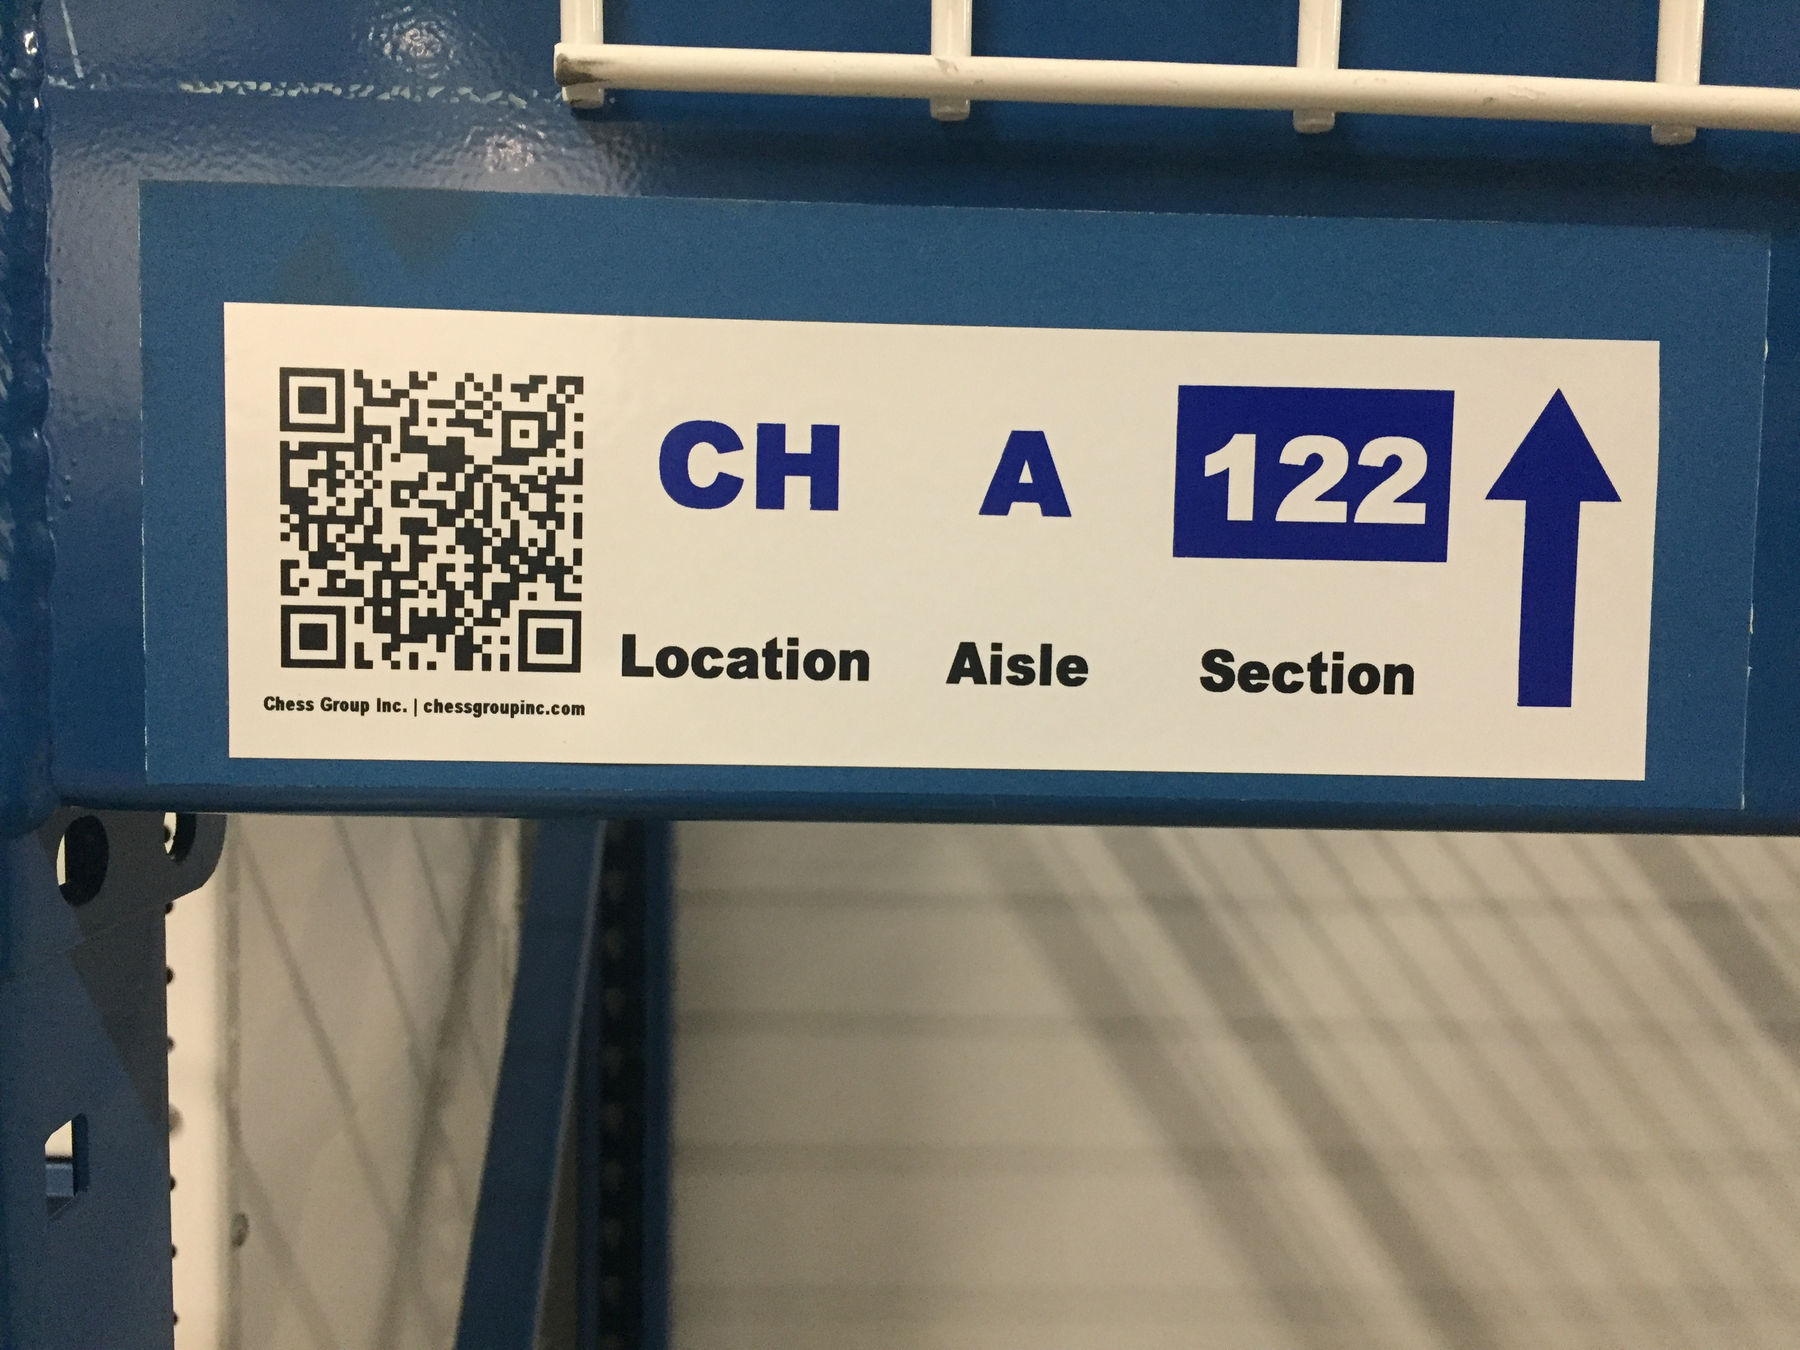 CH A 122
Location Aisle Section
Chess Group Inc. | chessgroupinc.com